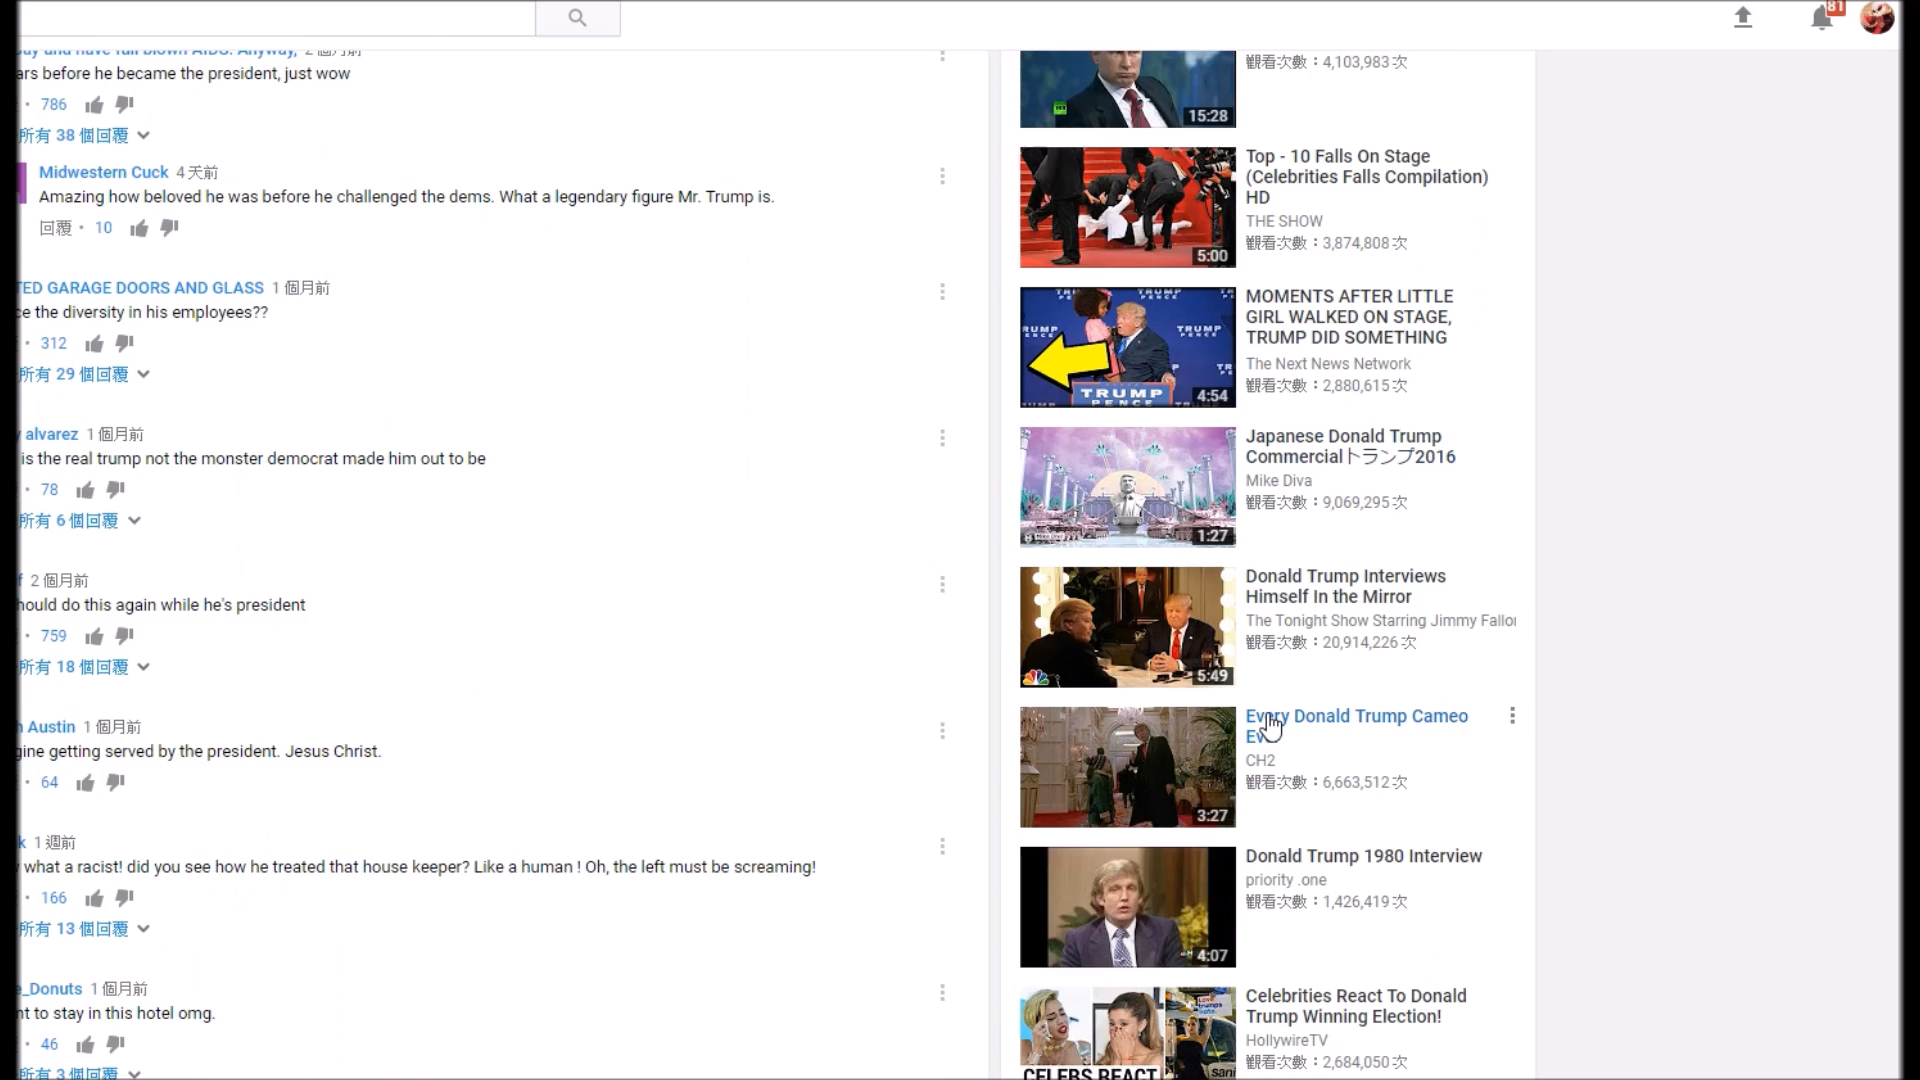 81
2個月前
ars before he became the president, just wow
786
所有 38 個回覆
Midwestern Cuck 4 天前
Amazing how beloved he was before he challenged the dems. What a legendary figure Mr. Trump is.
回覆 · 10
TED GARAGE DOORS AND GLASS 1 個月前
ce the diversity in his employees??
312
所有 29 個回覆
alvarez 1 個月前
is the real trump not the monster democrat made him out to be
78
所有 6 個回覆
2 個月前
hould do this again while he's president
759
所有 18 個回覆
Austin 1 個月前
gine getting served by the president. Jesus Christ.
64
k 1 週前
what a racist! did you see how he treated that house keeper? Like a human ! Oh, the left must be screaming!
166
所有 13 個回覆
e_Donuts 1 個月前
nt to stay in this hotel omg.
46
所有 3 個回覆
觀看次數：4,103,983 次
15:28
Top - 10 Falls On Stage
(Celebrities Falls Compilation)
HD
THE SHOW
觀看次數：3,874,808 次
5:00
MOMENTS AFTER LITTLE
GIRL WALKED ON STAGE,
TRUMP DID SOMETHING
The Next News Network
觀看次數：2,880,615 次
TRUMP
PENCE
4:54
Japanese Donald Trump
Commercialトランプ2016
Mike Diva
觀看次數：9,069,295 次
1:27
Donald Trump Interviews
Himself In the Mirror
The Tonight Show Starring Jimmy Fallon
觀看次數：20,914,226 次
5:49
Every Donald Trump Cameo
Ev
CH2
觀看次數：6,663,512 次
3:27
Donald Trump 1980 Interview
priority .one
觀看次數：1,426,419 次
4:07
Celebrities React To Donald
Trump Winning Election!
HollywireTV
觀看次數：2,684,050 次
CELEBS REACT